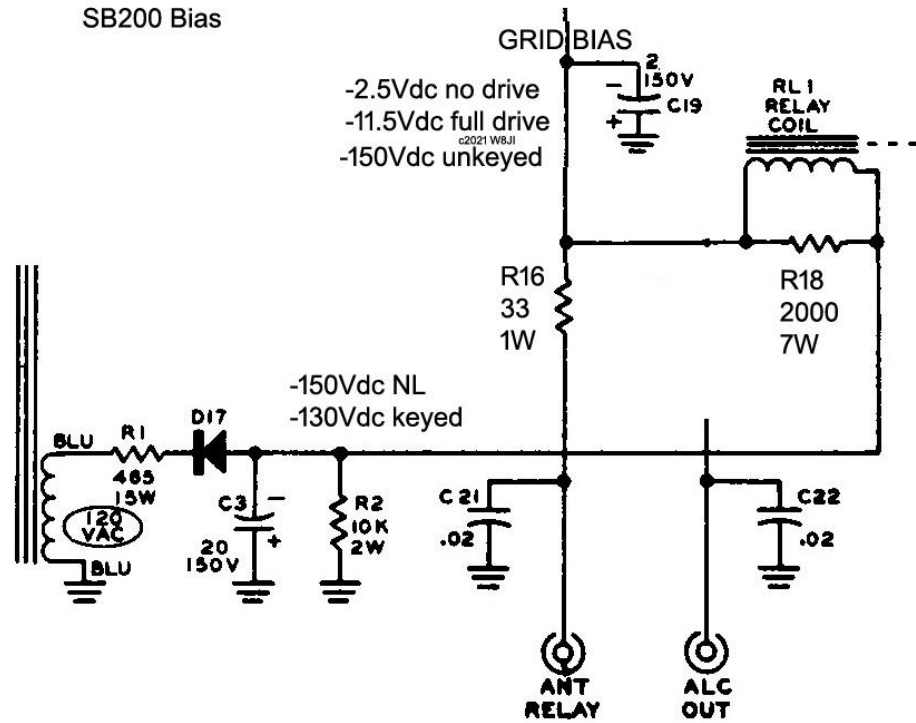 SB200 Bias
GRID BIAS
-2.5Vdc no drive
-11.5Vdc full drive
c2021 W8JI
-150Vdc unkeyed
2
150V
C19
-
+
RL1
RELAY
COIL
R16
33
1W
R18
2000
7W
-150Vdc NL
-130Vdc keyed
BLU
R1
465
15W
D17
120
VAC
BLU
C3
-
+
20
150V
R2
10K
2W
C21
.02
C22
.02
ANT
RELAY
ALC
OUT